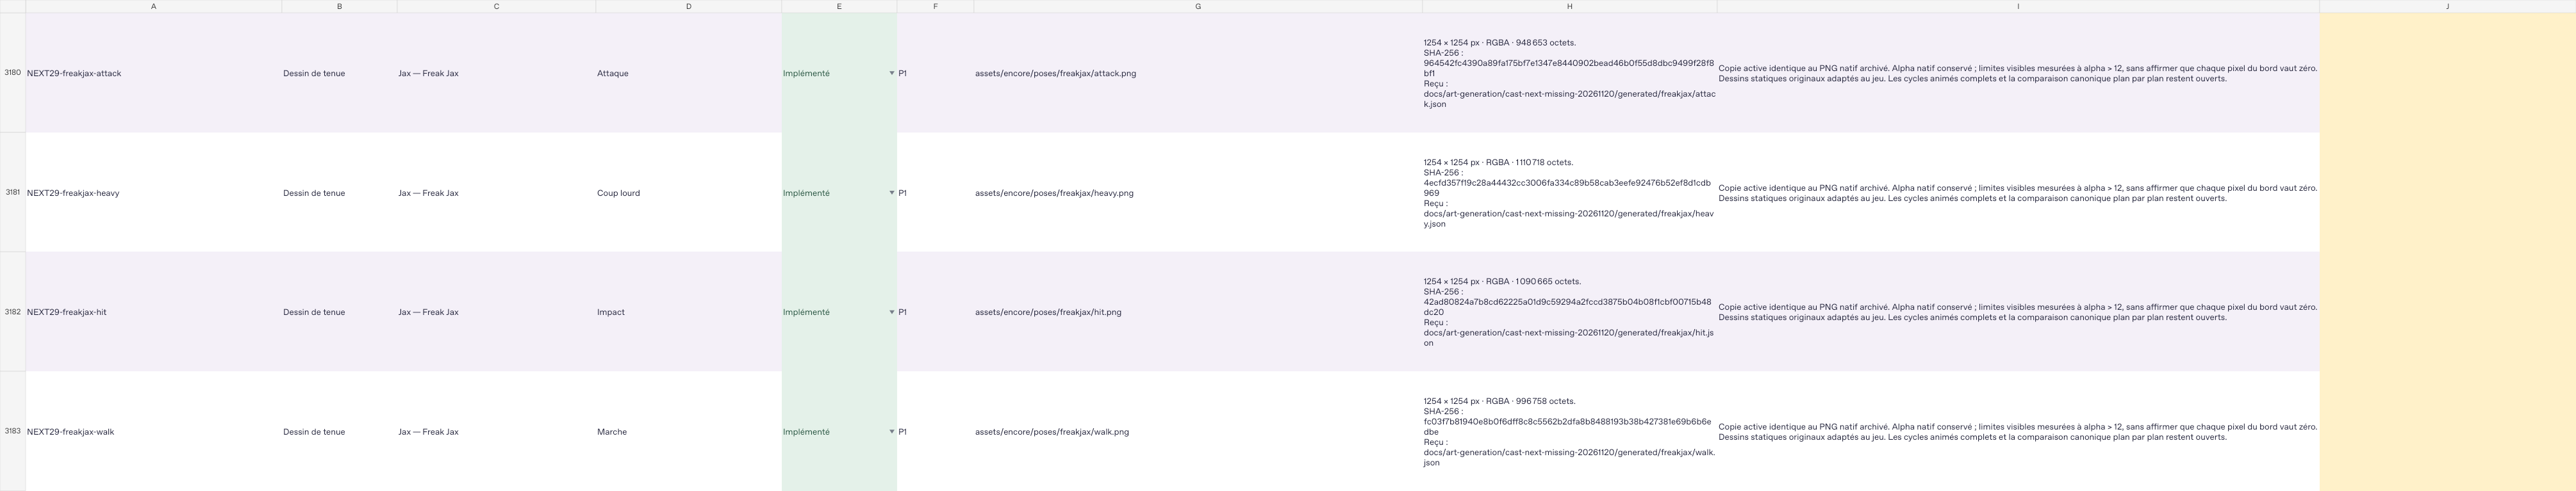 A B C D E F G H I J
3180 NEXT29-freakjax-attack Dessin de tenue Jax — Freak Jax Attaque Implémenté P1 assets/encore/poses/freakjax/attack.png
1254 × 1254 px · RGBA · 948 653 octets.
SHA-256 :
964542fc4390a89fa175bf7e1347e8440902bead46b0f55d8dbc9499f28f8
bf1
Reçu :
docs/art-generation/cast-next-missing-20261120/generated/freakjax/attac
k.json
Copie active identique au PNG natif archivé. Alpha natif conservé ; limites visibles mesurées à alpha > 12, sans affirmer que chaque pixel du bord vaut zéro.
Dessins statiques originaux adaptés au jeu. Les cycles animés complets et la comparaison canonique plan par plan restent ouverts.
3181 NEXT29-freakjax-heavy Dessin de tenue Jax — Freak Jax Coup lourd Implémenté P1 assets/encore/poses/freakjax/heavy.png
1254 × 1254 px · RGBA · 1 110 718 octets.
SHA-256 :
4ecfd357f19c28a44432cc3006fa334c89b58cab3eefe92476b52ef8d1cdb
969
Reçu :
docs/art-generation/cast-next-missing-20261120/generated/freakjax/heav
y.json
Copie active identique au PNG natif archivé. Alpha natif conservé ; limites visibles mesurées à alpha > 12, sans affirmer que chaque pixel du bord vaut zéro.
Dessins statiques originaux adaptés au jeu. Les cycles animés complets et la comparaison canonique plan par plan restent ouverts.
3182 NEXT29-freakjax-hit Dessin de tenue Jax — Freak Jax Impact Implémenté P1 assets/encore/poses/freakjax/hit.png
1254 × 1254 px · RGBA · 1 090 665 octets.
SHA-256 :
42ad80824a7b8cd62225a01d9c59294a2fccd3875b04b08f1cbf00715b48
dc20
Reçu :
docs/art-generation/cast-next-missing-20261120/generated/freakjax/hit.js
on
Copie active identique au PNG natif archivé. Alpha natif conservé ; limites visibles mesurées à alpha > 12, sans affirmer que chaque pixel du bord vaut zéro.
Dessins statiques originaux adaptés au jeu. Les cycles animés complets et la comparaison canonique plan par plan restent ouverts.
3183 NEXT29-freakjax-walk Dessin de tenue Jax — Freak Jax Marche Implémenté P1 assets/encore/poses/freakjax/walk.png
1254 × 1254 px · RGBA · 996 758 octets.
SHA-256 :
fc03f7b81940e8b0f6dff8c8c5562b2dfa8b8488193b38b427381e69b6b6e
dbe
Reçu :
docs/art-generation/cast-next-missing-20261120/generated/freakjax/walk.
json
Copie active identique au PNG natif archivé. Alpha natif conservé ; limites visibles mesurées à alpha > 12, sans affirmer que chaque pixel du bord vaut zéro.
Dessins statiques originaux adaptés au jeu. Les cycles animés complets et la comparaison canonique plan par plan restent ouverts.